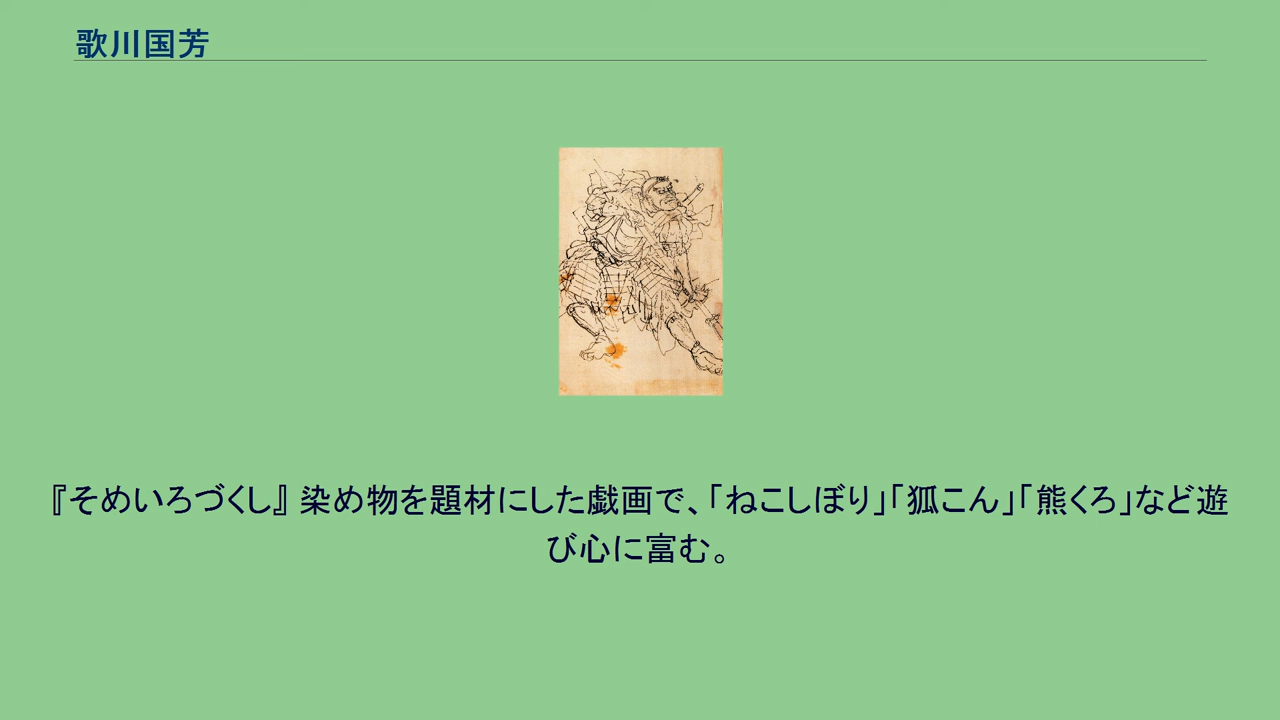 歌川国芳
『そめいろづくし』 染め物を題材にした戯画で、「ねこしぼり」「狐こん」「熊くろ」など遊
び心に富む。